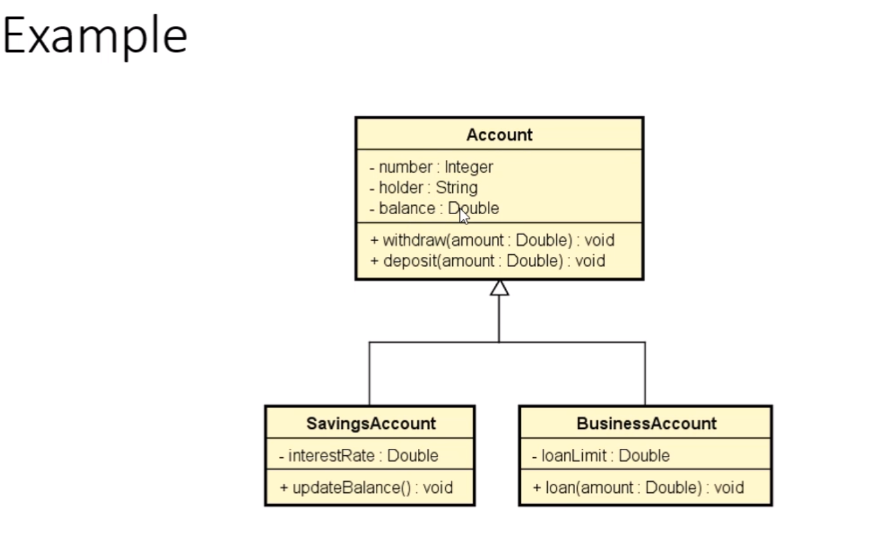 Example
Account
- number : Integer
- holder : String
- balance : Double
+ withdraw(amount : Double) : void
+ deposit(amount : Double) : void
SavingsAccount
- interestRate : Double
+ updateBalance() : void
BusinessAccount
- loanLimit : Double
+ loan(amount : Double) : void